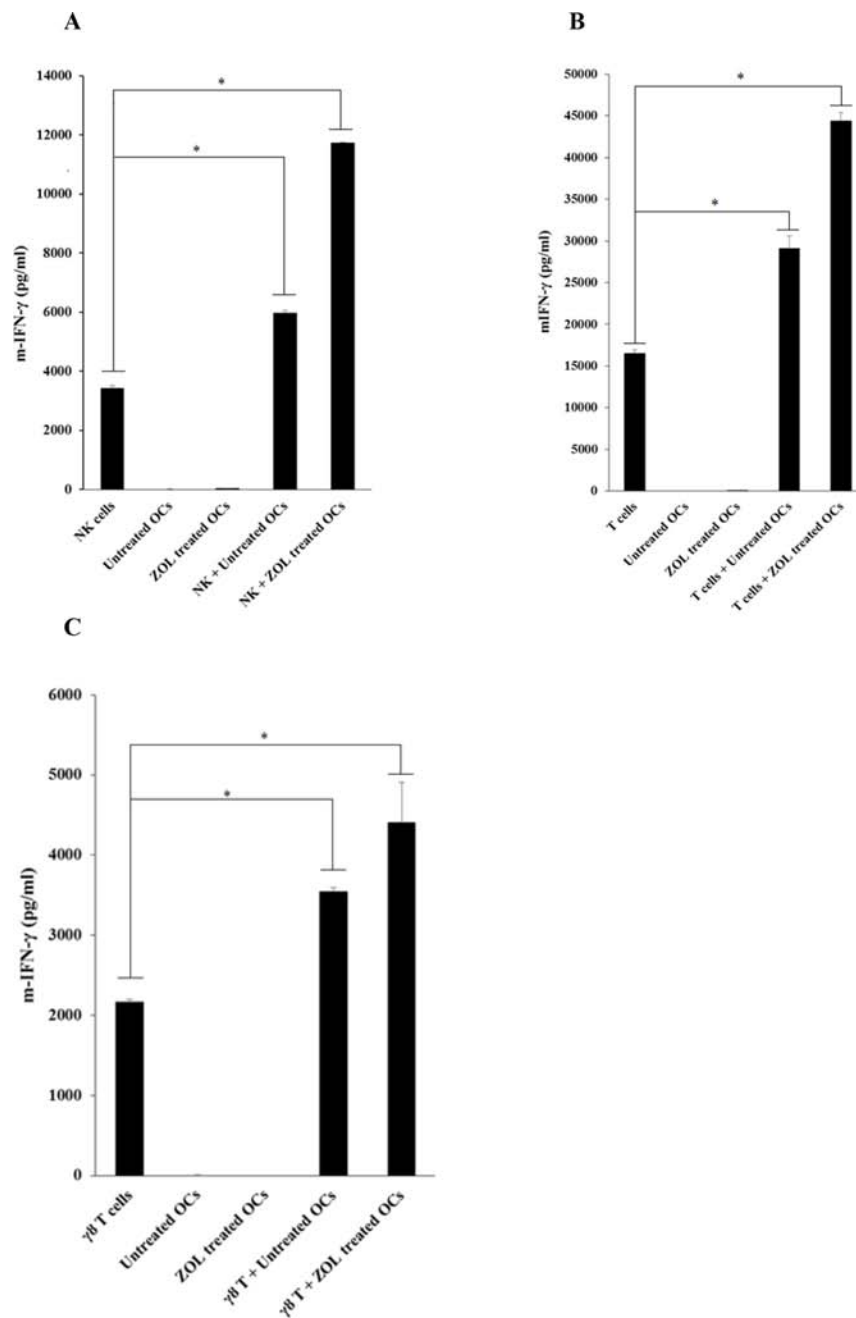 A
m-IFN-γ (pg/ml)
14000
12000
10000
8000
6000
4000
2000
0
*
*
NK cells
Untreated OCs
ZOL treated OCs
NK + Untreated OCs
NK + ZOL treated OCs
B
mIFN-γ (pg/ml)
50000
45000
40000
35000
30000
25000
20000
15000
10000
5000
0
*
*
T cells
Untreated OCs
ZOL treated OCs
T cells + Untreated OCs
T cells + ZOL treated OCs
C
m-IFN-γ (pg/ml)
6000
5000
4000
3000
2000
1000
0
*
*
γ8 T cells
Untreated OCs
ZOL treated OCs
γ8 T + Untreated OCs
γ8 T + ZOL treated OCs